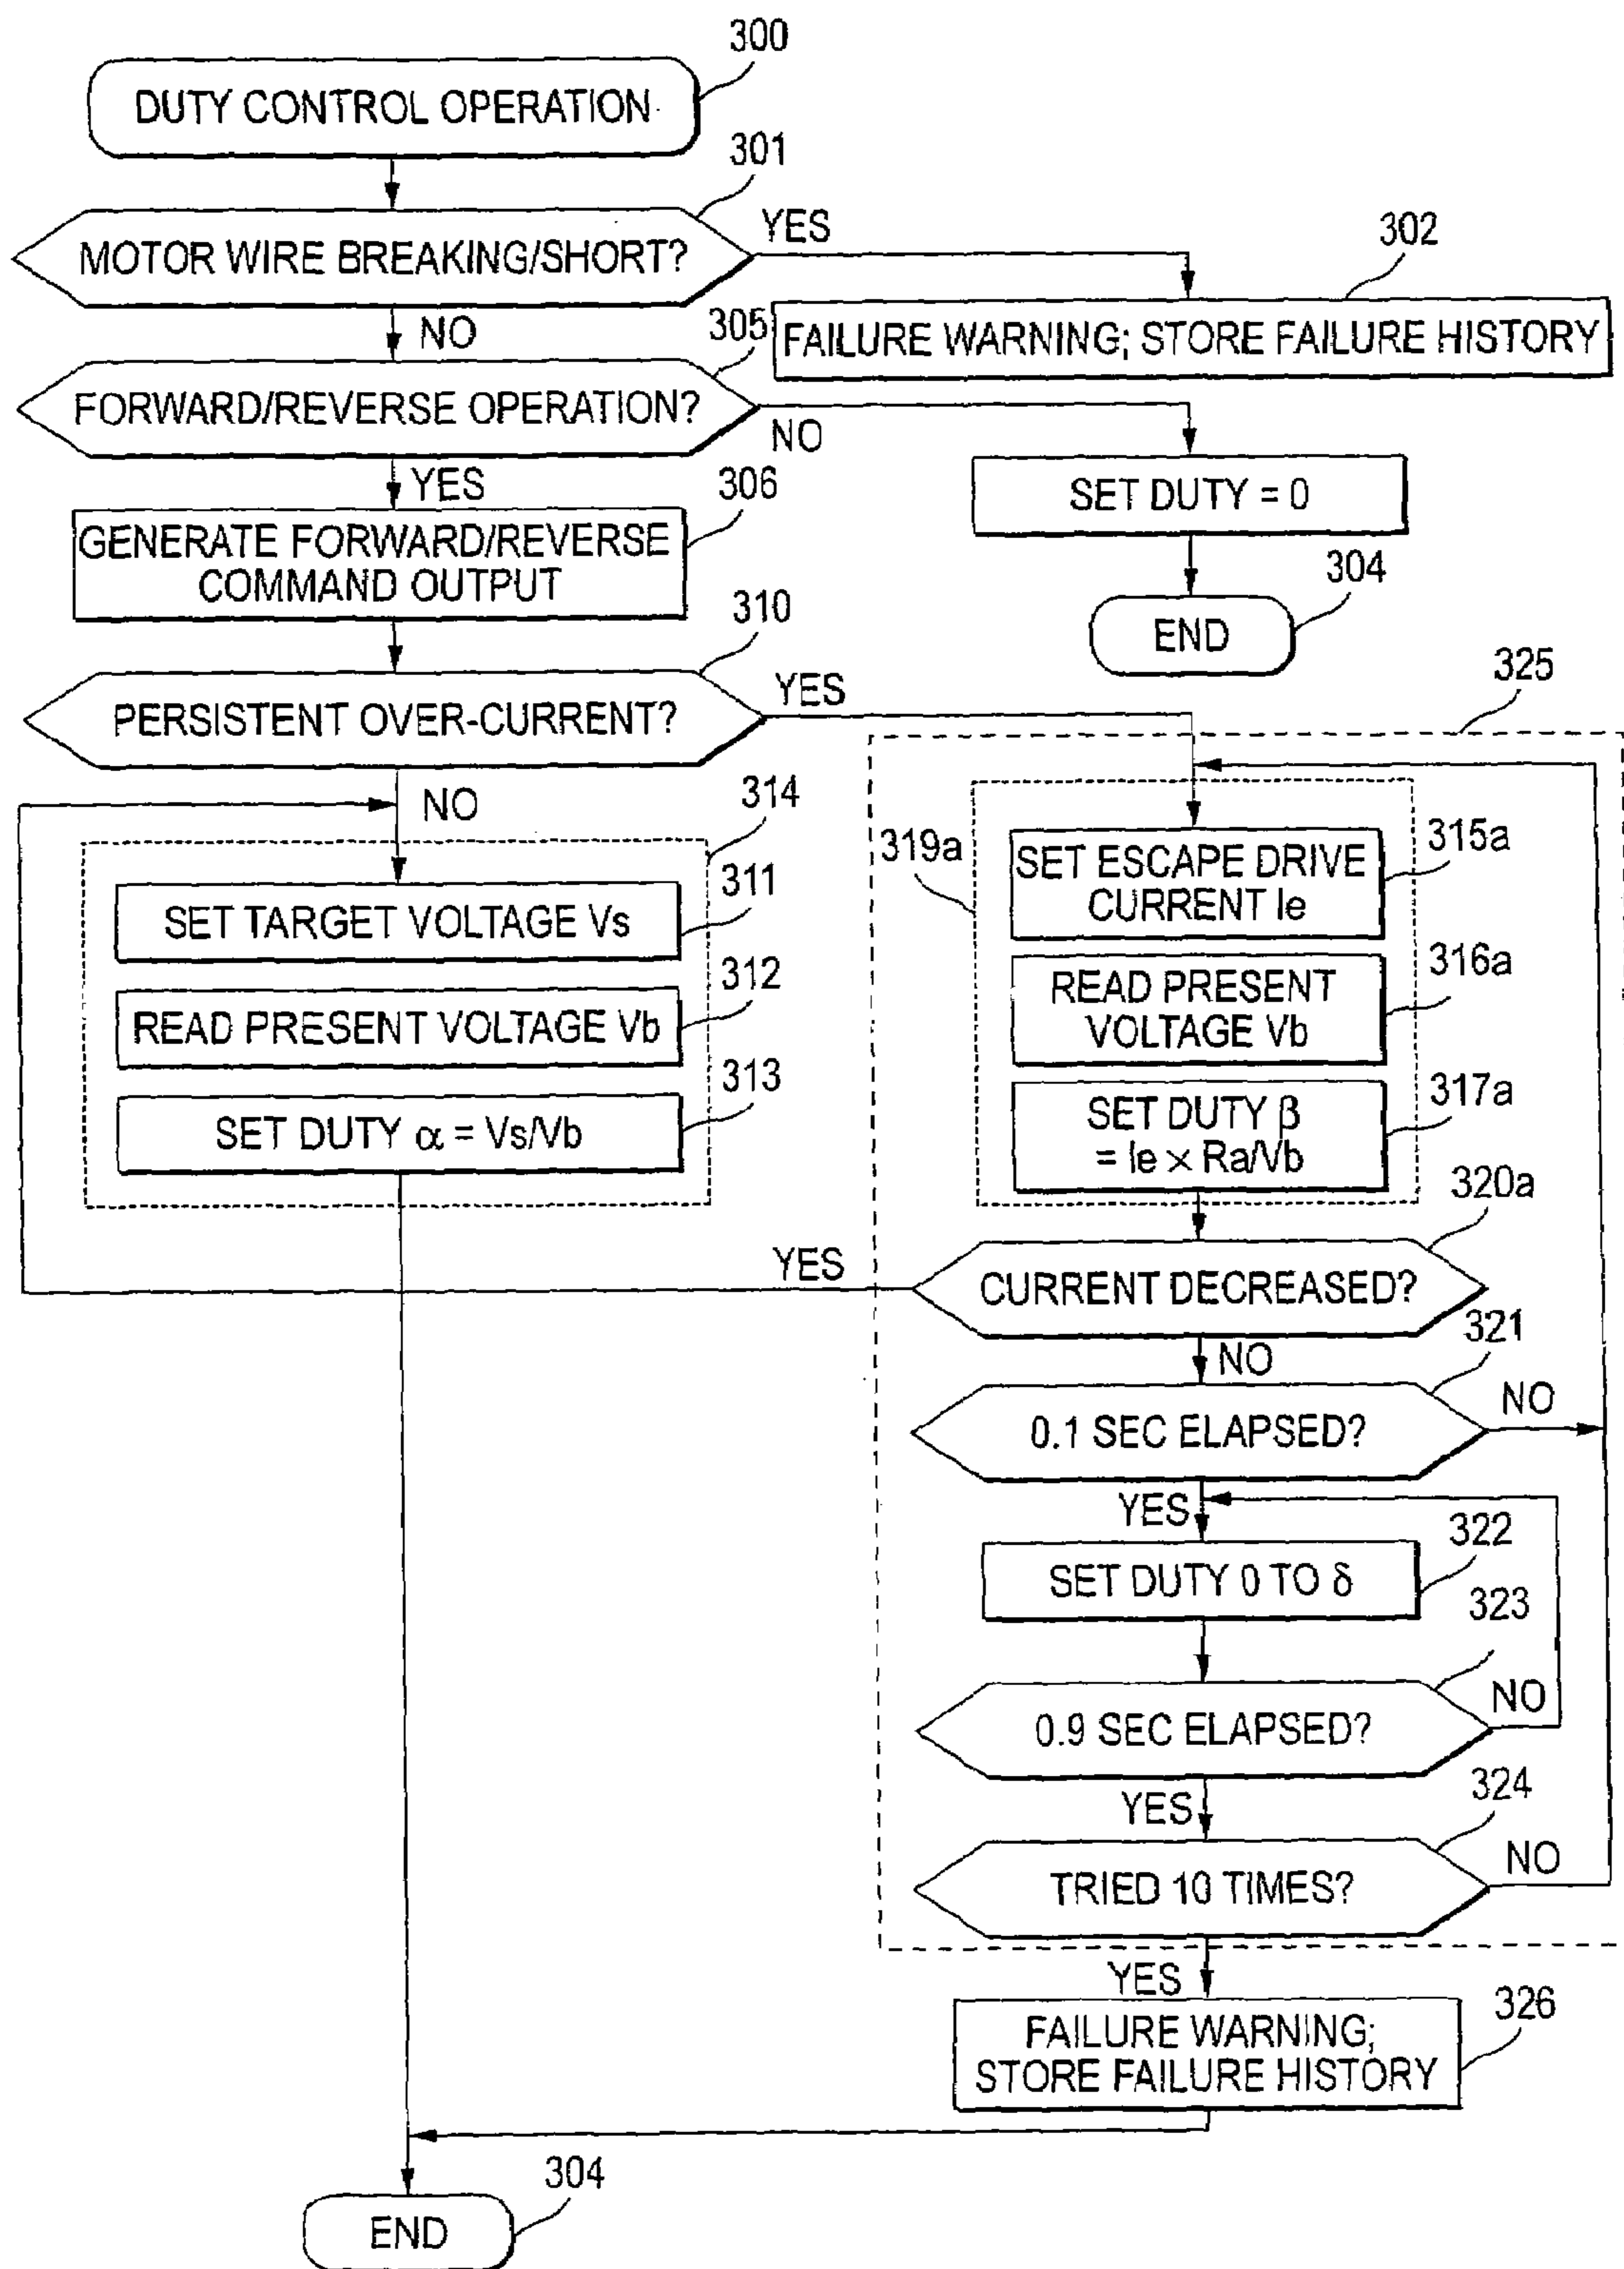 300
DUTY CONTROL OPERATION
301
MOTOR WIRE BREAKING/SHORT?
YES
302
NO
FAILURE WARNING; STORE FAILURE HISTORY
305
FORWARD/REVERSE OPERATION?
NO
YES
SET DUTY = 0
306
GENERATE FORWARD/REVERSE
COMMAND OUTPUT
304
END
310
PERSISTENT OVER-CURRENT?
YES
325
NO
314
311
SET TARGET VOLTAGE Vs
312
READ PRESENT VOLTAGE Vb
313
SET DUTY α = Vs/Vb
319a
315a
SET ESCAPE DRIVE
CURRENT Ie
316a
READ PRESENT
VOLTAGE Vb
317a
SET DUTY β
= Ie × Ra/Vb
320a
YES
CURRENT DECREASED?
321
NO
0.1 SEC ELAPSED?
NO
YES
322
SET DUTY 0 TO δ
323
0.9 SEC ELAPSED?
NO
YES
324
TRIED 10 TIMES?
NO
YES
326
FAILURE WARNING;
STORE FAILURE HISTORY
304
END